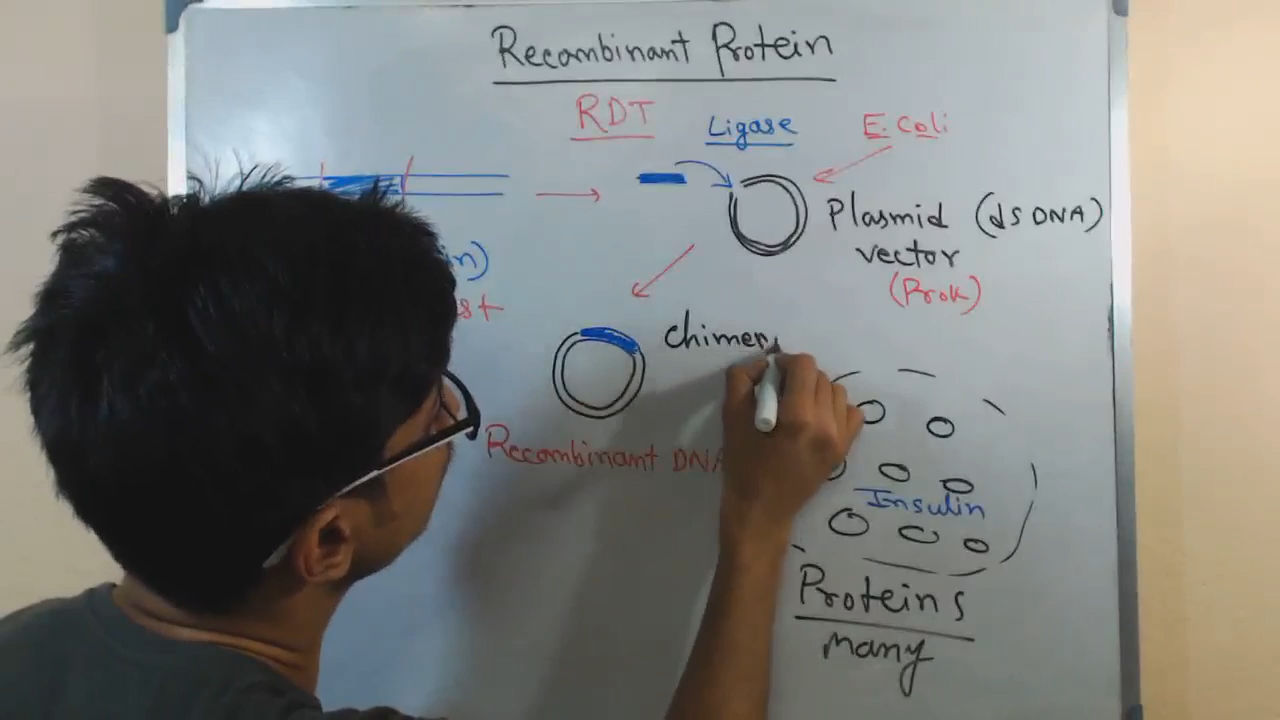 Recombinant Protein
RDT
Ligase
E. Coli
Plasmid (ds DNA)
vector
(Prok)
chimer
Recombinant DNA
Insulin
Proteins
many